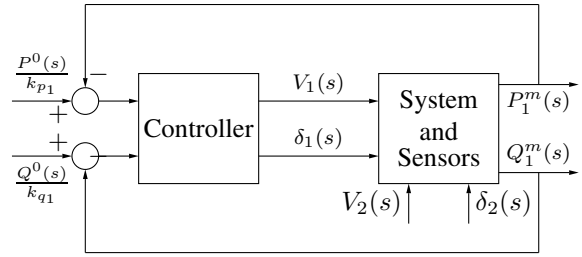 P^0(s)/k_{p_1}
−
+
Controller
V_1(s)
δ_1(s)
System
and
Sensors
P_1^m(s)
Q_1^m(s)
+
−
Q^0(s)/k_{q_1}
V_2(s)
δ_2(s)